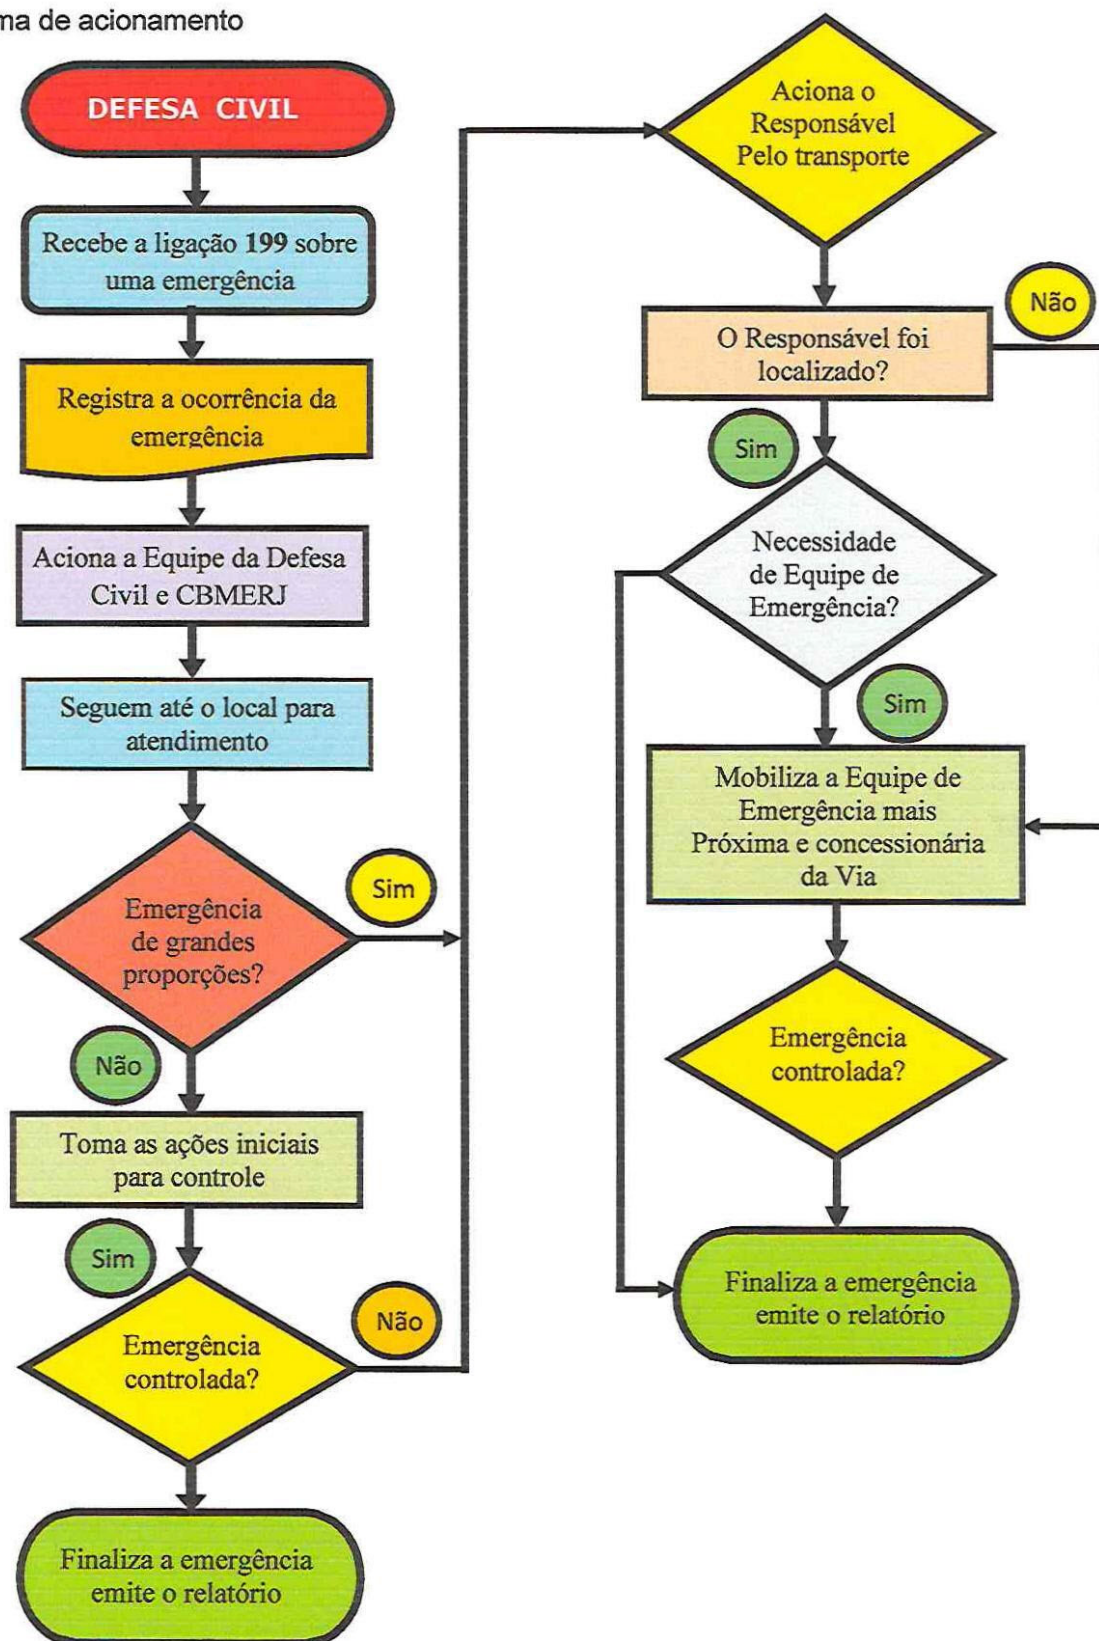 ma de acionamento
DEFESA CIVIL
Recebe a ligação 199 sobre
uma emergência
Registra a ocorrência da
emergência
Aciona a Equipe da Defesa
Civil e CBMERJ
Seguem até o local para
atendimento
Emergência
de grandes
proporções?
Sim
Não
Toma as ações iniciais
para controle
Sim
Emergência
controlada?
Não
Finaliza a emergência
emite o relatório
Aciona o
Responsável
Pelo transporte
O Responsável foi
localizado?
Não
Sim
Necessidade
de Equipe de
Emergência?
Sim
Mobiliza a Equipe de
Emergência mais
Próxima e concessionária
da Via
Emergência
controlada?
Finaliza a emergência
emite o relatório